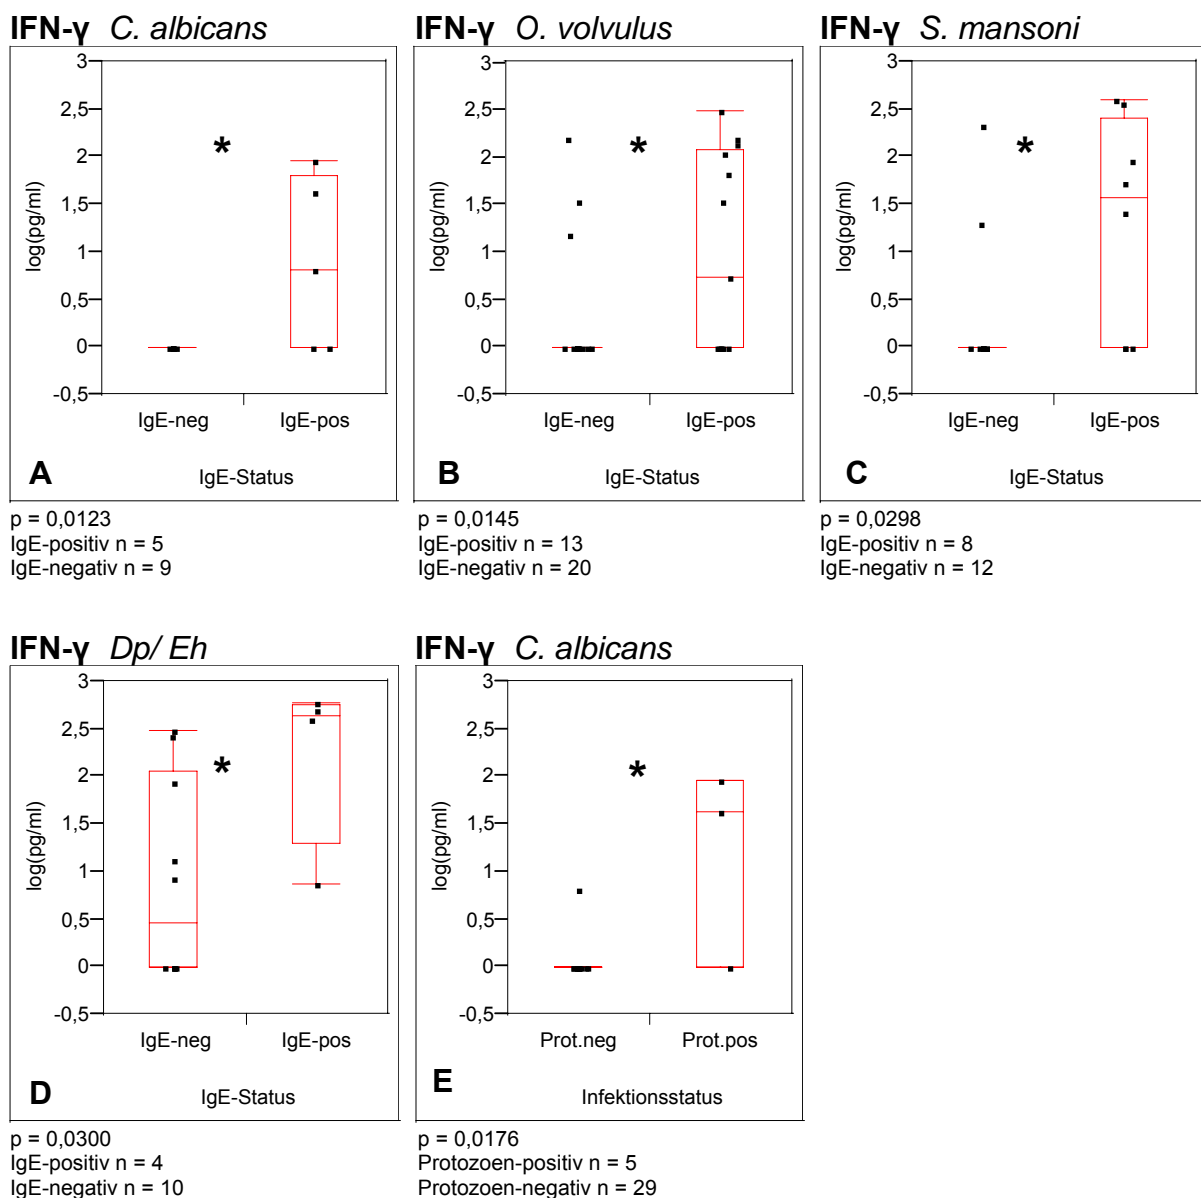 IFN-γ C. albicans
3
2,5
2
1,5
1
0,5
0
-0,5
log(pg/ml)
*
IgE-neg IgE-pos
IgE-Status
A
p = 0,0123
IgE-positiv n = 5
IgE-negativ n = 9
IFN-γ O. volvulus
3
2,5
2
1,5
1
0,5
0
-0,5
log(pg/ml)
*
IgE-neg IgE-pos
IgE-Status
B
p = 0,0145
IgE-positiv n = 13
IgE-negativ n = 20
IFN-γ S. mansoni
3
2,5
2
1,5
1
0,5
0
-0,5
log(pg/ml)
*
IgE-neg IgE-pos
IgE-Status
C
p = 0,0298
IgE-positiv n = 8
IgE-negativ n = 12
IFN-γ Dp/ Eh
3
2,5
2
1,5
1
0,5
0
-0,5
log(pg/ml)
*
IgE-neg IgE-pos
IgE-Status
D
p = 0,0300
IgE-positiv n = 4
IgE-negativ n = 10
IFN-γ C. albicans
3
2,5
2
1,5
1
0,5
0
-0,5
log(pg/ml)
*
Prot.neg Prot.pos
Infektionsstatus
E
p = 0,0176
Protozoen-positiv n = 5
Protozoen-negativ n = 29